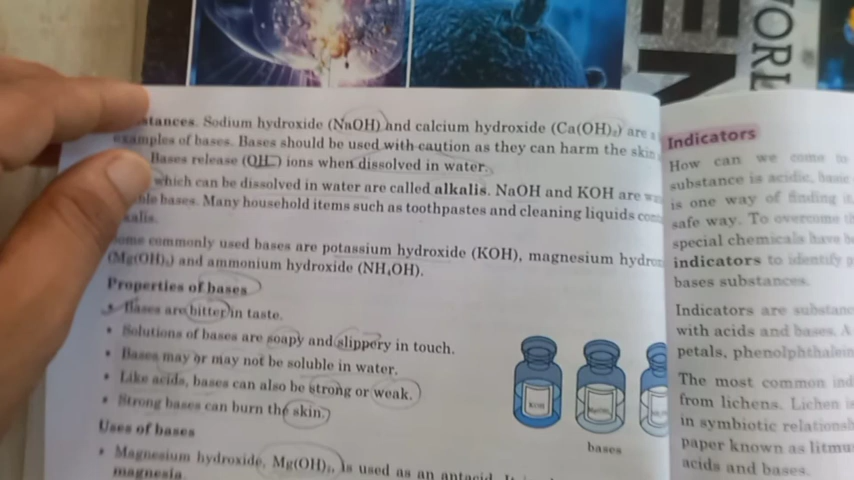 EN
WORL
stances. Sodium hydroxide (NaOH) and calcium hydroxide (Ca(OH)₂) are
examples of bases. Bases should be used with caution as they can harm the skin
Bases release (OH⁻) ions when dissolved in water.
which can be dissolved in water are called alkalis. NaOH and KOH are
ble bases. Many household items such as toothpastes and cleaning liquids con
kalis.
ome commonly used bases are potassium hydroxide (KOH), magnesium hydro
(Mg(OH)₂) and ammonium hydroxide (NH₄OH).
Properties of bases
• Bases are bitter in taste.
• Solutions of bases are soapy and slippery in touch.
• Bases may or may not be soluble in water.
• Like acids, bases can also be strong or weak.
• Strong bases can burn the skin.
Uses of bases
• Magnesium hydroxide, Mg(OH)₂, is used as an antacid. It is
magnesia.
KOH
bases
Indicators
How can we come to
substance is acidic, basic
is one way of finding it
safe way. To overcome th
special chemicals have be
indicators to identify
bases substances.
Indicators are substanc
with acids and bases. A
petals, phenolphthalein
The most common ind
from lichens. Lichen is
in symbiotic relationsh
paper known as litmu
acids and bases.